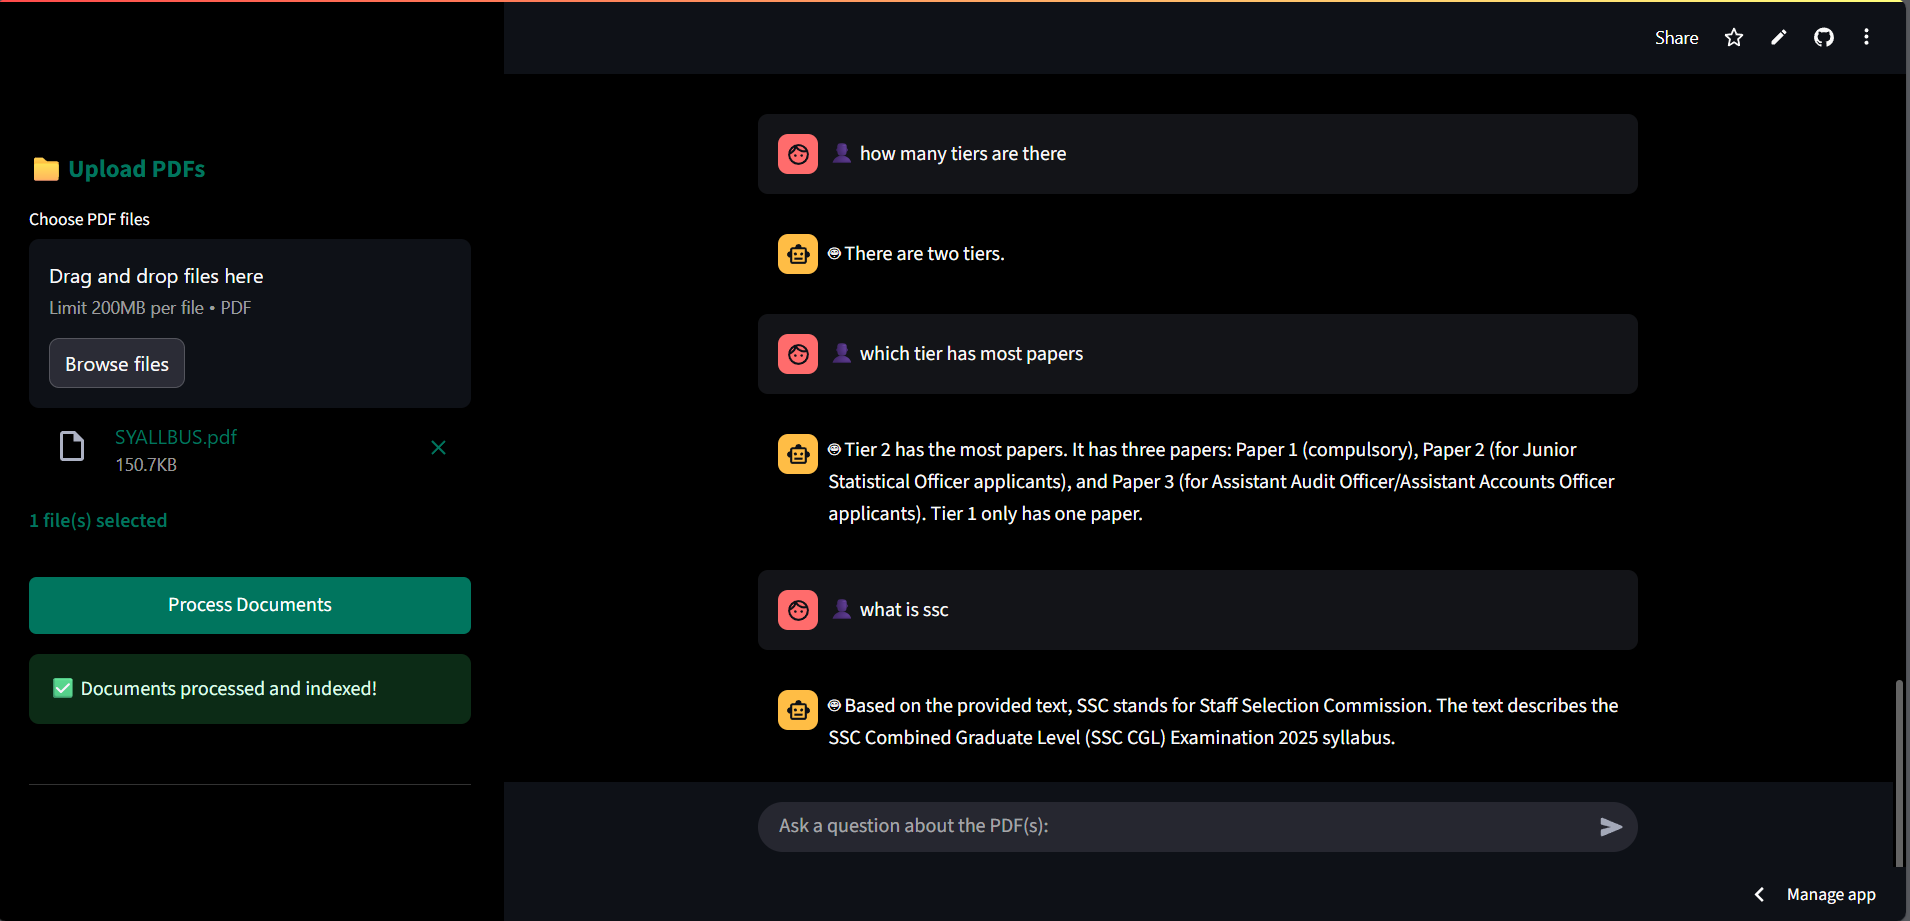 Share
Upload PDFs
Choose PDF files
Drag and drop files here
Limit 200MB per file • PDF
Browse files
SYALLBUS.pdf
150.7KB
1 file(s) selected
Process Documents
Documents processed and indexed!
how many tiers are there
There are two tiers.
which tier has most papers
Tier 2 has the most papers. It has three papers: Paper 1 (compulsory), Paper 2 (for Junior
Statistical Officer applicants), and Paper 3 (for Assistant Audit Officer/Assistant Accounts Officer
applicants). Tier 1 only has one paper.
what is ssc
Based on the provided text, SSC stands for Staff Selection Commission. The text describes the
SSC Combined Graduate Level (SSC CGL) Examination 2025 syllabus.
Ask a question about the PDF(s):
Manage app